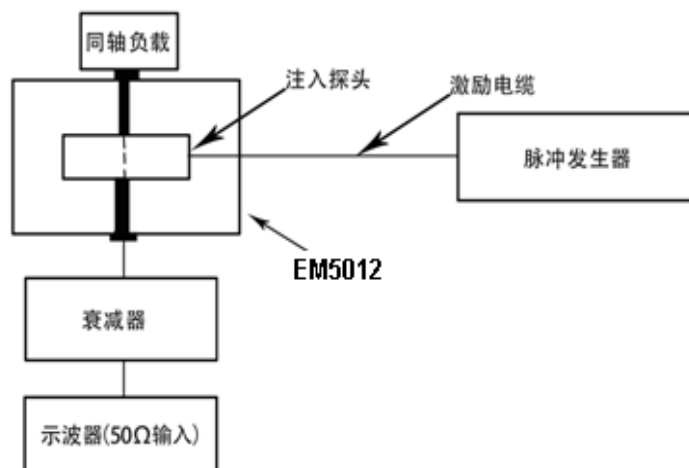 同轴负载
注入探头
激励电缆
脉冲发生器
EM5012
衰减器
示波器(50Ω输入)